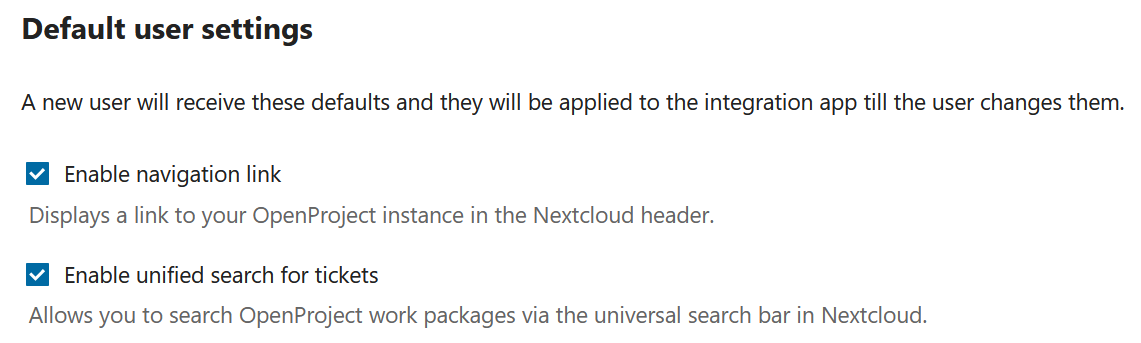 Default user settings
A new user will receive these defaults and they will be applied to the integration app till the user changes them.
Enable navigation link
Displays a link to your OpenProject instance in the Nextcloud header.
Enable unified search for tickets
Allows you to search OpenProject work packages via the universal search bar in Nextcloud.